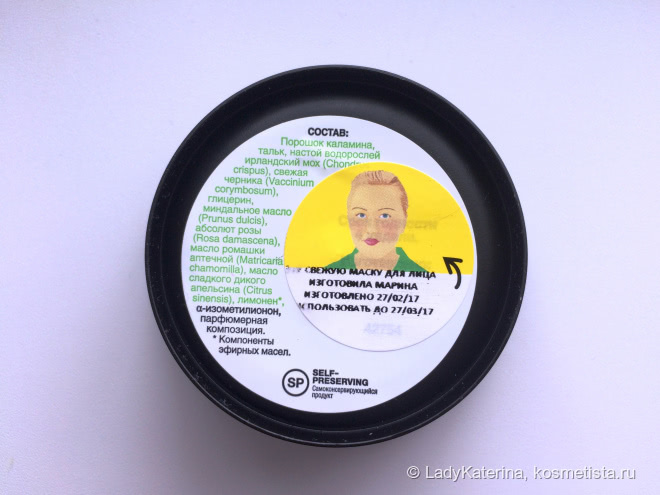 СОСТАВ:
Порошок каламина,
тальк, настой водорослей
ирландский мох (Chond
crispus), свежая
черника (Vaccinium
corymbosum),
глицерин,
миндальное масло
(Prunus dulcis),
абсолют розы
(Rosa damascena),
масло ромашки
аптечной (Matricaria
chamomilla), масло
сладкого дикого
апельсина (Citrus
sinensis), лимонен*,
α-изометилионон,
парфюмерная
композиция.
* Компоненты
эфирных масел.
СВЕЖУЮ МАСКУ ДЛЯ ЛИЦА
ИЗГОТОВИЛА МАРИНА
ИЗГОТОВЛЕНО 27/02/17
ИСПОЛЬЗОВАТЬ ДО 27/03/17
SP
SELF-
PRESERVING
Самоконсервирующийся
продукт
© LadyKaterina, kosmetista.ru